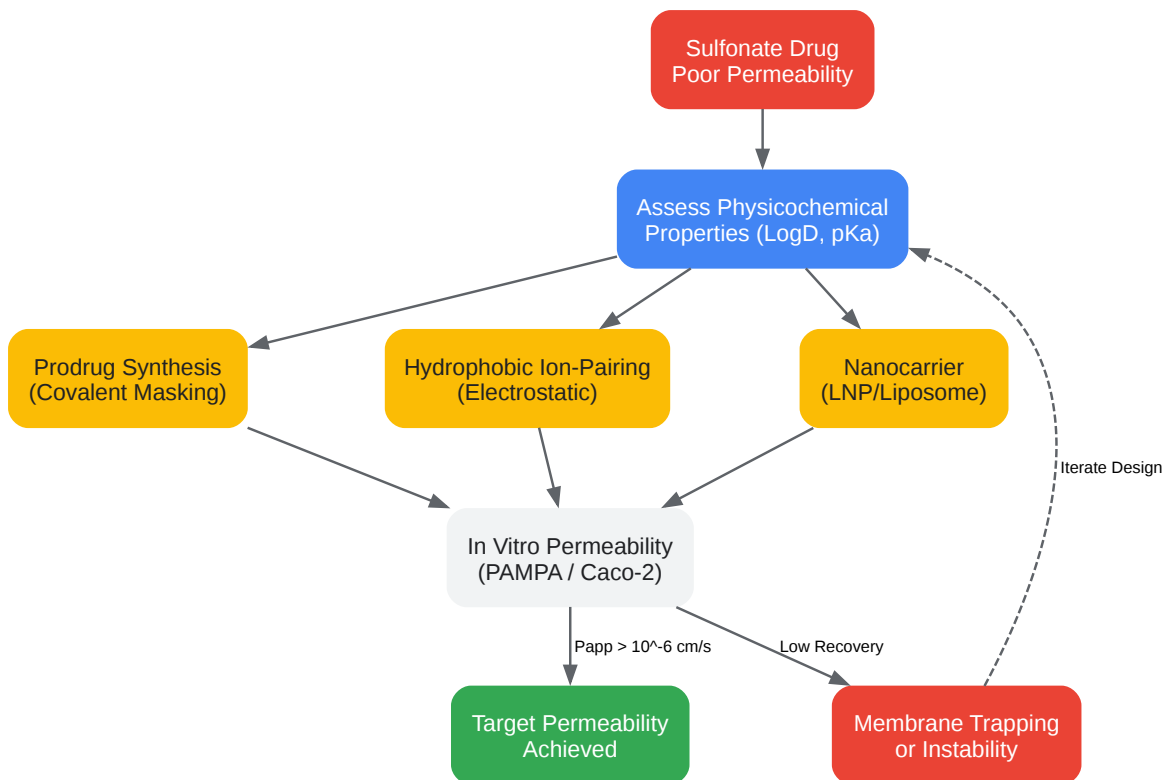 Sulfonate Drug
Poor Permeability
Assess Physicochemical
Properties (LogD, pKa)
Prodrug Synthesis
(Covalent Masking)
Hydrophobic Ion-Pairing
(Electrostatic)
Nanocarrier
(LNP/Liposome)
Iterate Design
In Vitro Permeability
(PAMPA / Caco-2)
Papp > 10^-6 cm/s
Low Recovery
Target Permeability
Achieved
Membrane Trapping
or Instability